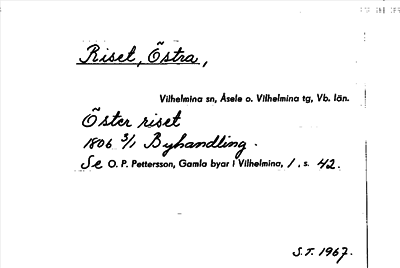 Riset, Östra,
Vilhelmina sn, Åsele o. Vilhelmina tg, Vb. län.
Öster riset
1806 3/1 Byhandling.
Se O. P. Pettersson, Gamla byar i Vilhelmina, 1, s. 42.
S.T. 1967.